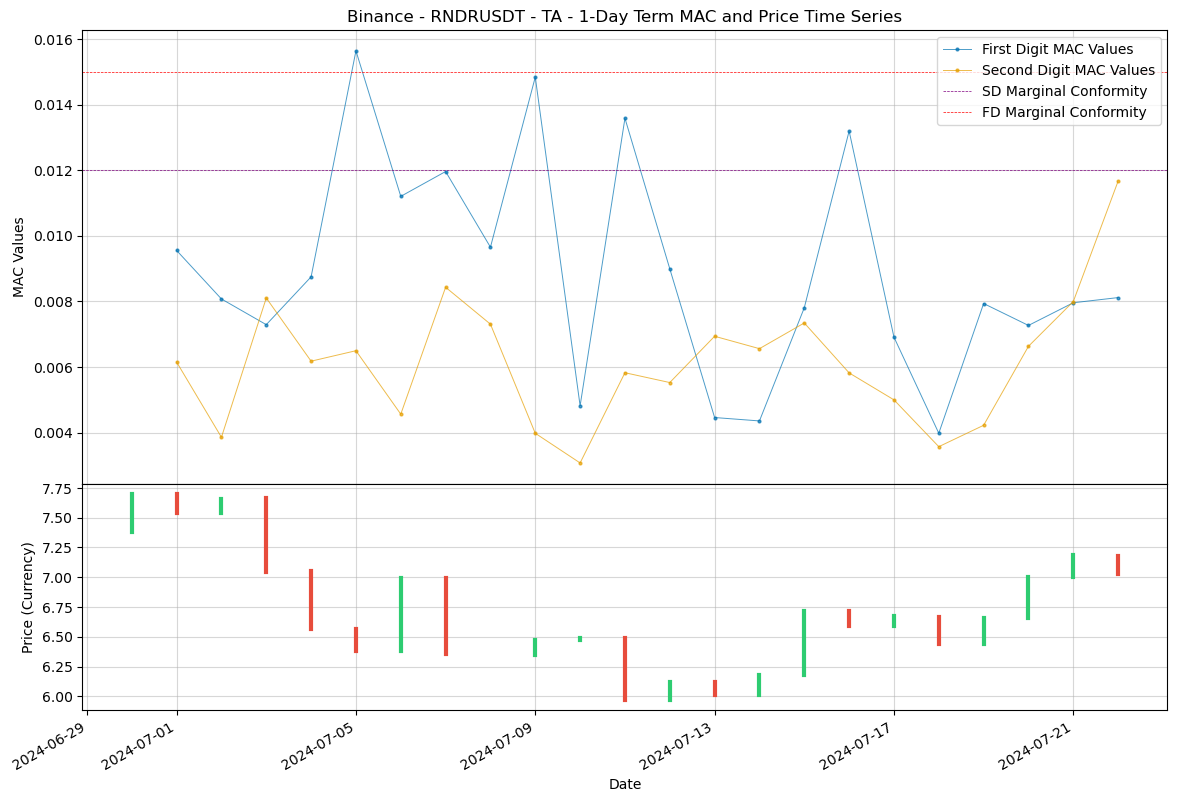 Binance - RNDRUSDT - TA - 1-Day Term MAC and Price Time Series
First Digit MAC Values
Second Digit MAC Values
SD Marginal Conformity
FD Marginal Conformity
MAC Values
0.016
0.014
0.012
0.010
0.008
0.006
0.004
Price (Currency)
7.75
7.50
7.25
7.00
6.75
6.50
6.25
6.00
2024-06-29
2024-07-01
2024-07-05
2024-07-09
2024-07-13
2024-07-17
2024-07-21
Date